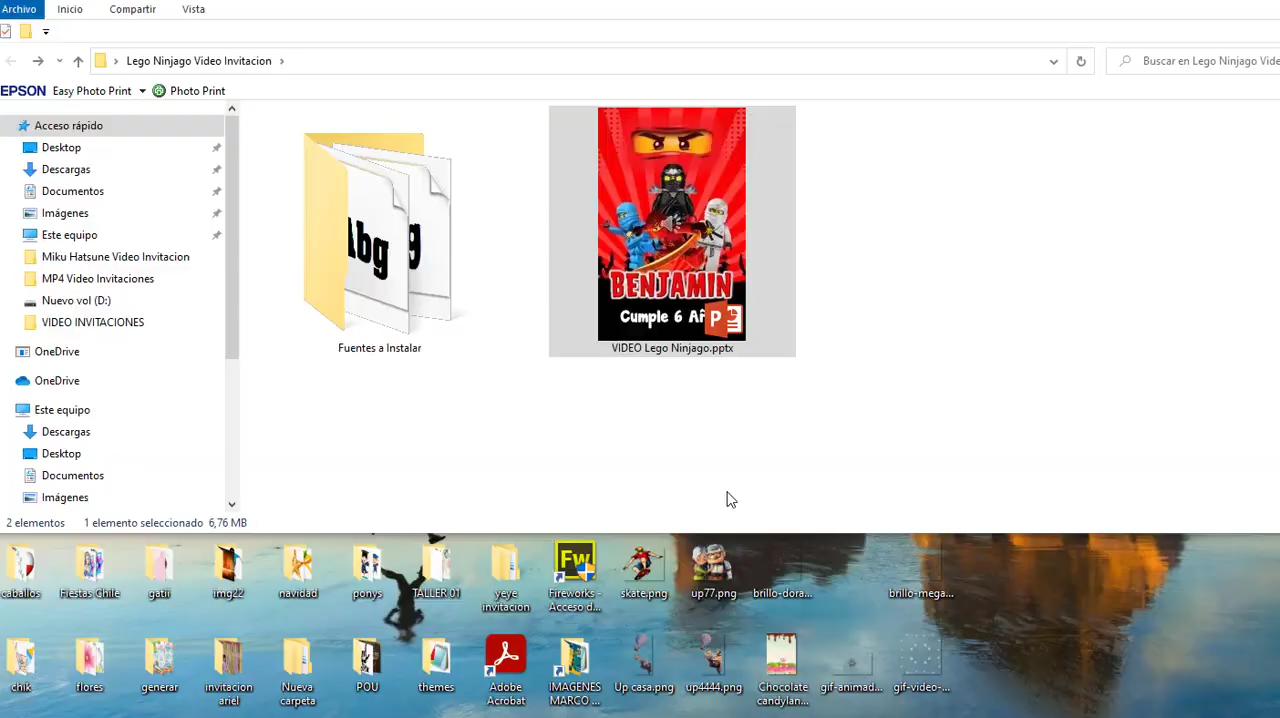 Archivo Inicio Compartir Vista
Lego Ninjago Video Invitacion
Buscar en Lego Ninjago Vide
EPSON Easy Photo Print Photo Print
Acceso rápido
Desktop
Descargas
Documentos
Imágenes
Este equipo
Miku Hatsune Video Invitacion
MP4 Video Invitaciones
Nuevo vol (D:)
VIDEO INVITACIONES
OneDrive
OneDrive
Este equipo
Descargas
Desktop
Documentos
Imágenes
Abg
g
Fuentes a Instalar
BENJAMIN
Cumple 6 Añ
P
VIDEO Lego Ninjago.pptx
2 elementos 1 elemento seleccionado 6,76 MB
Fw
caballos Fiestas Chile gatii img22 navidad ponys TALLER 01 yeye invitacion Fireworks - Acceso d... skate.png up77.png brillo-dora... brillo-mega...
chik flores generar invitacion ariel Nueva carpeta POU themes Adobe Acrobat IMAGENES MARCO ... Up casa.png up4444.png Chocolate candylan... gif-animad... gif-video-...